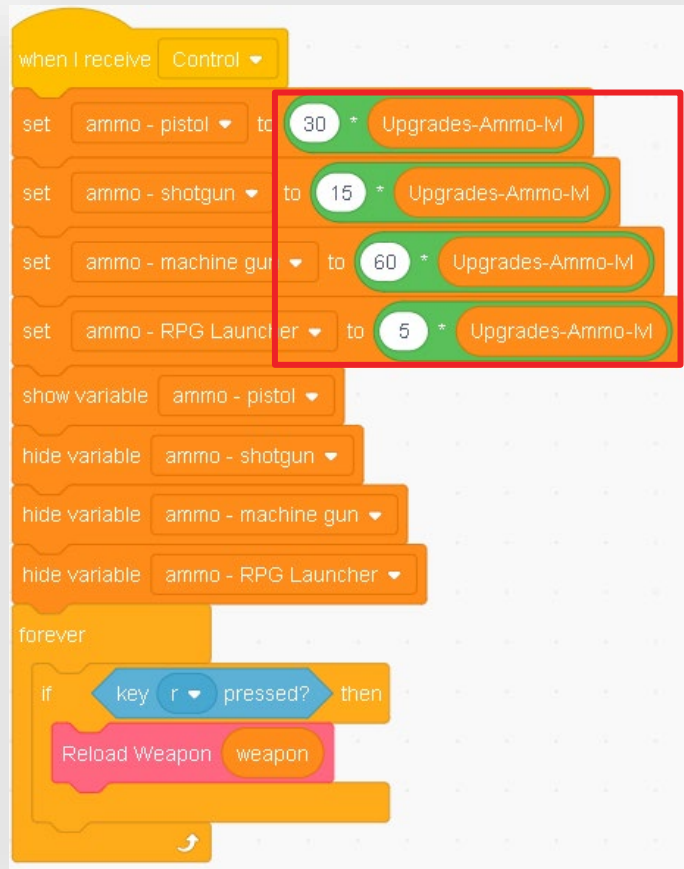 when I receive Control
set ammo - pistol to 30 * Upgrades-Ammo-lvl
set ammo - shotgun to 15 * Upgrades-Ammo-lvl
set ammo - machine gun to 60 * Upgrades-Ammo-lvl
set ammo - RPG Launcher to 5 * Upgrades-Ammo-lvl
show variable ammo - pistol
hide variable ammo - shotgun
hide variable ammo - machine gun
hide variable ammo - RPG Launcher
forever
if key r pressed? then
Reload Weapon weapon